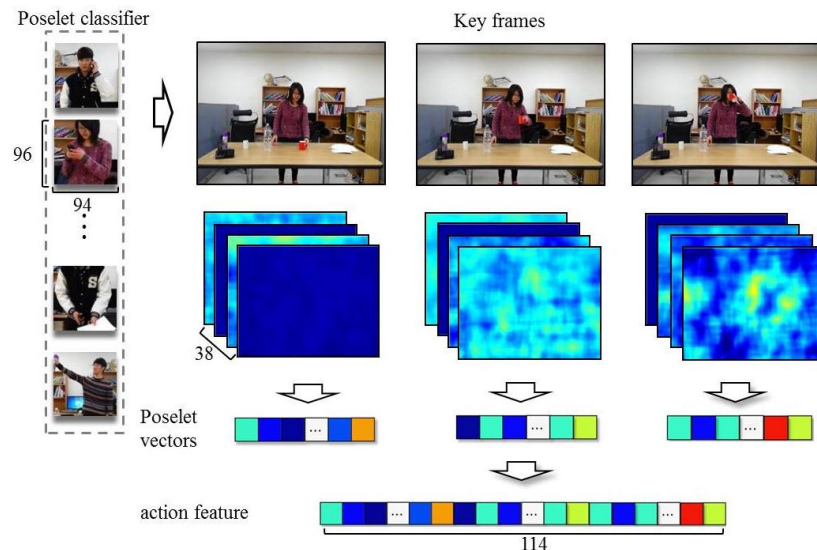 Poselet classifier
Key frames
96
94
38
Poselet
vectors
...
...
...
action feature
...
...
...
114